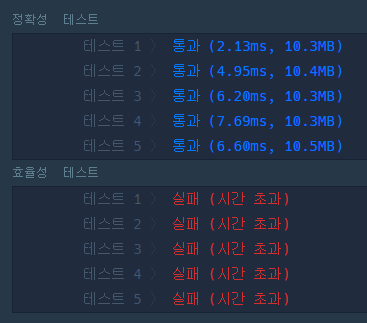 정확성 테스트
테스트 1 〉 통과 (2.13ms, 10.3MB)
테스트 2 〉 통과 (4.95ms, 10.4MB)
테스트 3 〉 통과 (6.20ms, 10.3MB)
테스트 4 〉 통과 (7.69ms, 10.3MB)
테스트 5 〉 통과 (6.60ms, 10.5MB)
효율성 테스트
테스트 1 〉 실패 (시간 초과)
테스트 2 〉 실패 (시간 초과)
테스트 3 〉 실패 (시간 초과)
테스트 4 〉 실패 (시간 초과)
테스트 5 〉 실패 (시간 초과)